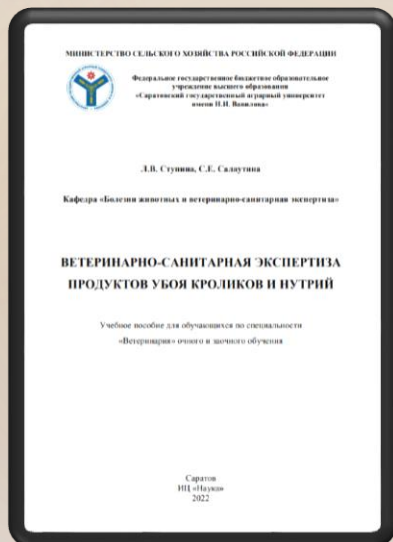 МИНИСТЕРСТВО СЕЛЬСКОГО ХОЗЯЙСТВА РОССИЙСКОЙ ФЕДЕРАЦИИ
Федеральное государственное бюджетное образовательное
учреждение высшего образования
«Саратовский государственный аграрный университет
имени Н.И. Вавилова»
Л.В. Ступина, С.Е. Салаутина
Кафедра «Болезни животных и ветеринарно-санитарная экспертиза»
ВЕТЕРИНАРНО-САНИТАРНАЯ ЭКСПЕРТИЗА
ПРОДУКТОВ УБОЯ КРОЛИКОВ И НУТРИЙ
Учебное пособие для обучающихся по специальности
«Ветеринария» очного и заочного обучения
Саратов
ИЦ «Наука»
2022